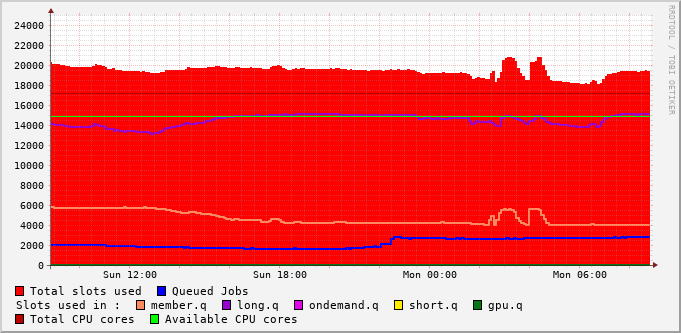 24000
22000
20000
18000
16000
14000
12000
10000
8000
6000
4000
2000
0
Sun 12:00 Sun 18:00 Mon 00:00 Mon 06:00
Total slots used Queued Jobs
Slots used in : member.q long.q ondemand.q short.q gpu.q
Total CPU cores Available CPU cores
RRDTOOL / TOBI OETIKER